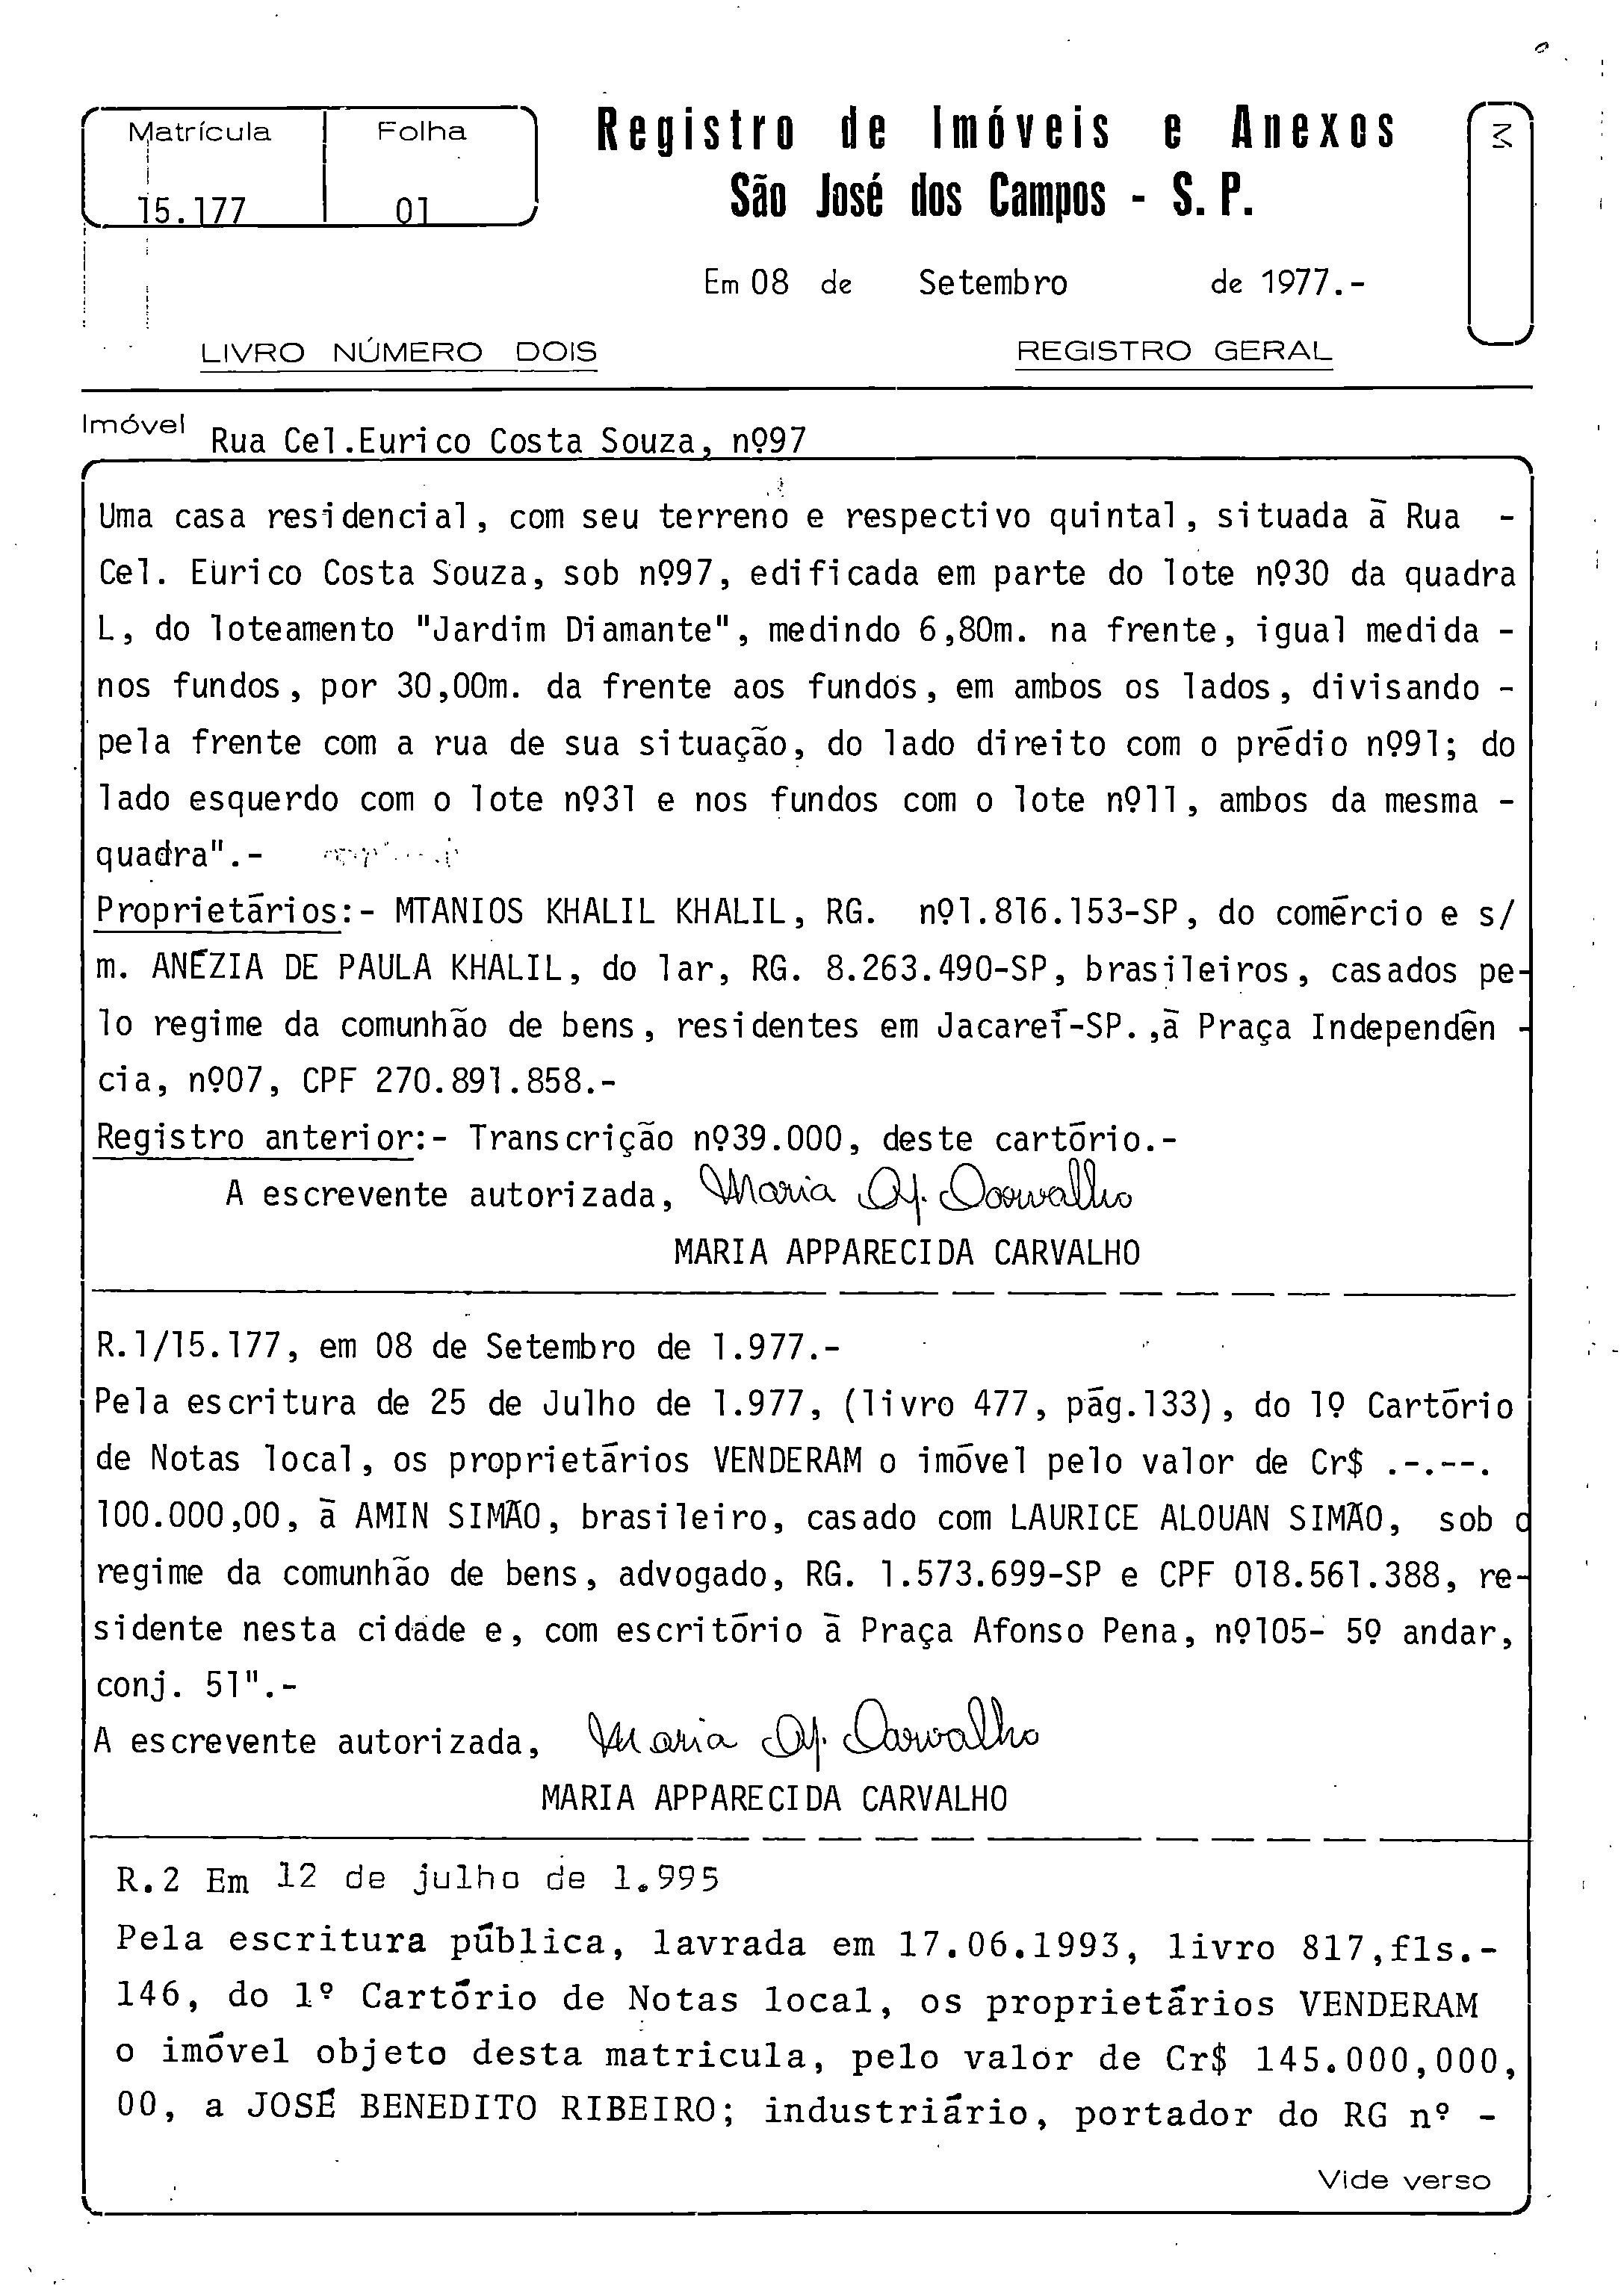 Matrícula Folha
15.177 01
Registro de Imóveis e Anexos
São José dos Campos - S. P.
M
Em 08 de Setembro de 1977.-
LIVRO NÚMERO DOIS REGISTRO GERAL
Imóvel Rua Cel.Eurico Costa Souza, nº97
Uma casa residencial, com seu terreno e respectivo quintal, situada à Rua -
Cel. Eurico Costa Souza, sob nº97, edificada em parte do lote nº30 da quadra
L, do loteamento "Jardim Diamante", medindo 6,80m. na frente, igual medida -
nos fundos, por 30,00m. da frente aos fundos, em ambos os lados, divisando -
pela frente com a rua de sua situação, do lado direito com o prédio nº91; do
lado esquerdo com o lote nº31 e nos fundos com o lote nº11, ambos da mesma -
quadra".-
Proprietários:- MTANIOS KHALIL KHALIL, RG. nº1.816.153-SP, do comércio e s/
m. ANÉZIA DE PAULA KHALIL, do lar, RG. 8.263.490-SP, brasileiros, casados pe-
lo regime da comunhão de bens, residentes em Jacareí-SP.,à Praça Independên -
cia, nº07, CPF 270.891.858.-
Registro anterior:- Transcrição nº39.000, deste cartório.-
A escrevente autorizada, Maria Ap. Carvalho
MARIA APPARECIDA CARVALHO
R.1/15.177, em 08 de Setembro de 1.977.-
Pela escritura de 25 de Julho de 1.977, (livro 477, pág.133), do 1º Cartório
de Notas local, os proprietários VENDERAM o imóvel pelo valor de Cr$ .-.--.
100.000,00, à AMIN SIMÃO, brasileiro, casado com LAURICE ALOUAN SIMÃO, sob o
regime da comunhão de bens, advogado, RG. 1.573.699-SP e CPF 018.561.388, re-
sidente nesta cidade e, com escritório à Praça Afonso Pena, nº105- 5º andar,
conj. 51".-
A escrevente autorizada, Maria Ap. Carvalho
MARIA APPARECIDA CARVALHO
R.2 Em 12 de julho de 1.995
Pela escritura pública, lavrada em 17.06.1993, livro 817,fls.-
146, do 1º Cartório de Notas local, os proprietários VENDERAM
o imóvel objeto desta matricula, pelo valor de Cr$ 145.000,000,
00, a JOSÉ BENEDITO RIBEIRO; industriário, portador do RG nº -
Vide verso